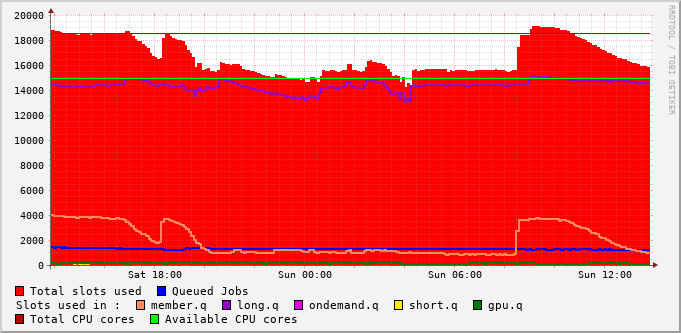 20000
18000
16000
14000
12000
10000
8000
6000
4000
2000
0
Sat 18:00 Sun 00:00 Sun 06:00 Sun 12:00
RRDTOOL / TOBI OETIKER
Total slots used Queued Jobs
Slots used in : member.q long.q ondemand.q short.q gpu.q
Total CPU cores Available CPU cores